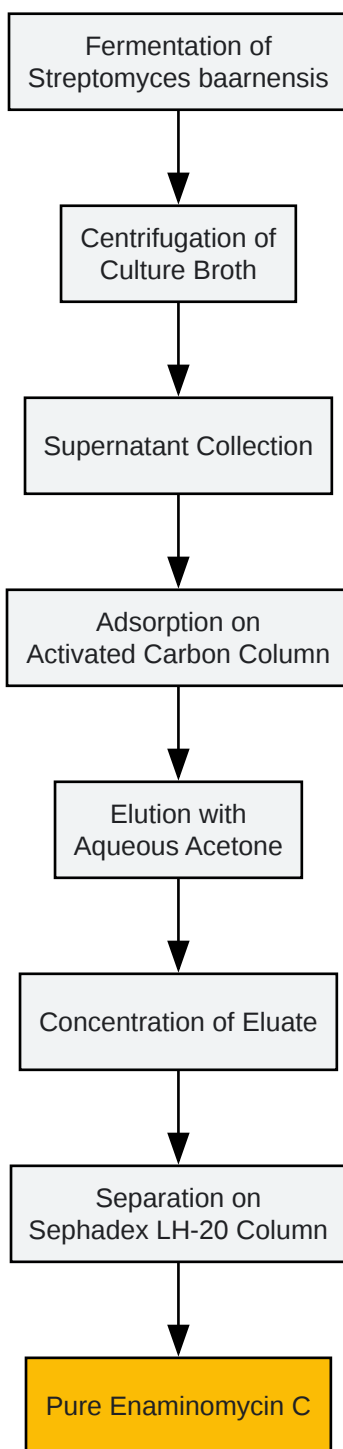 Fermentation of
Streptomyces baarnensis
Centrifugation of
Culture Broth
Supernatant Collection
Adsorption on
Activated Carbon Column
Elution with
Aqueous Acetone
Concentration of Eluate
Separation on
Sephadex LH-20 Column
Pure Enaminomycin C